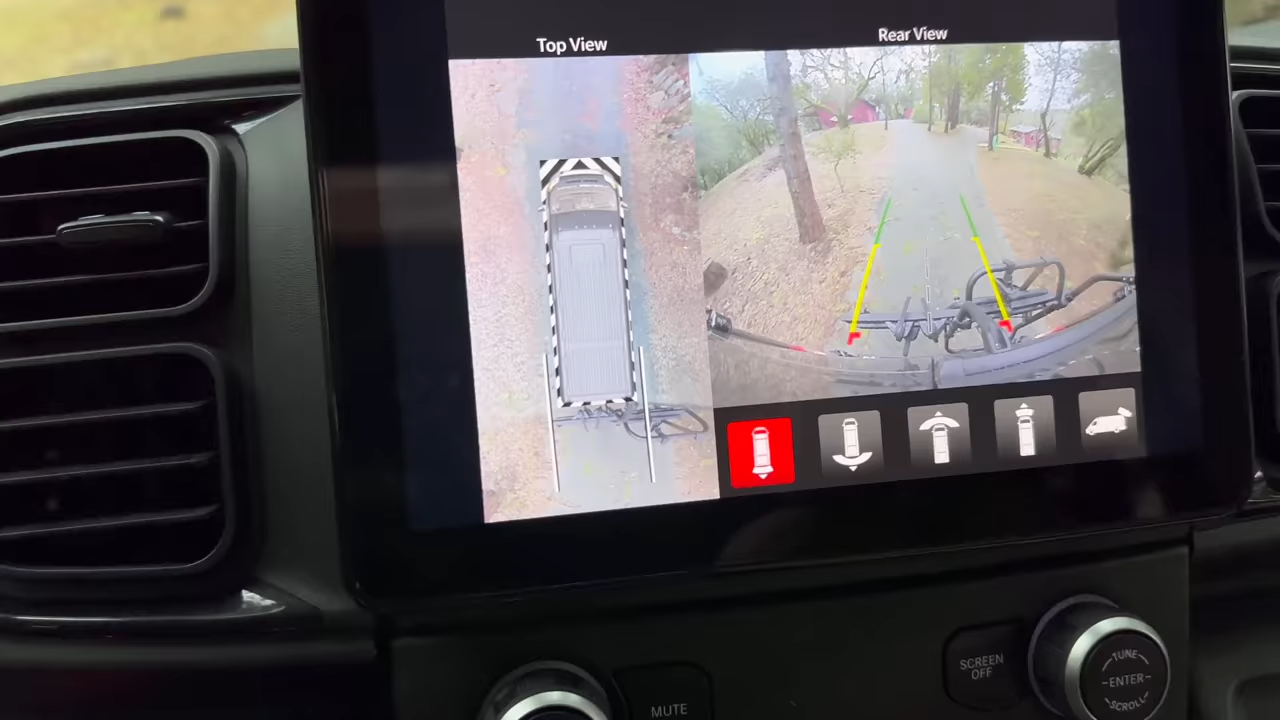 Top View
Rear View
SCREEN
OFF
MUTE
TUNE
ENTER
SCROLL